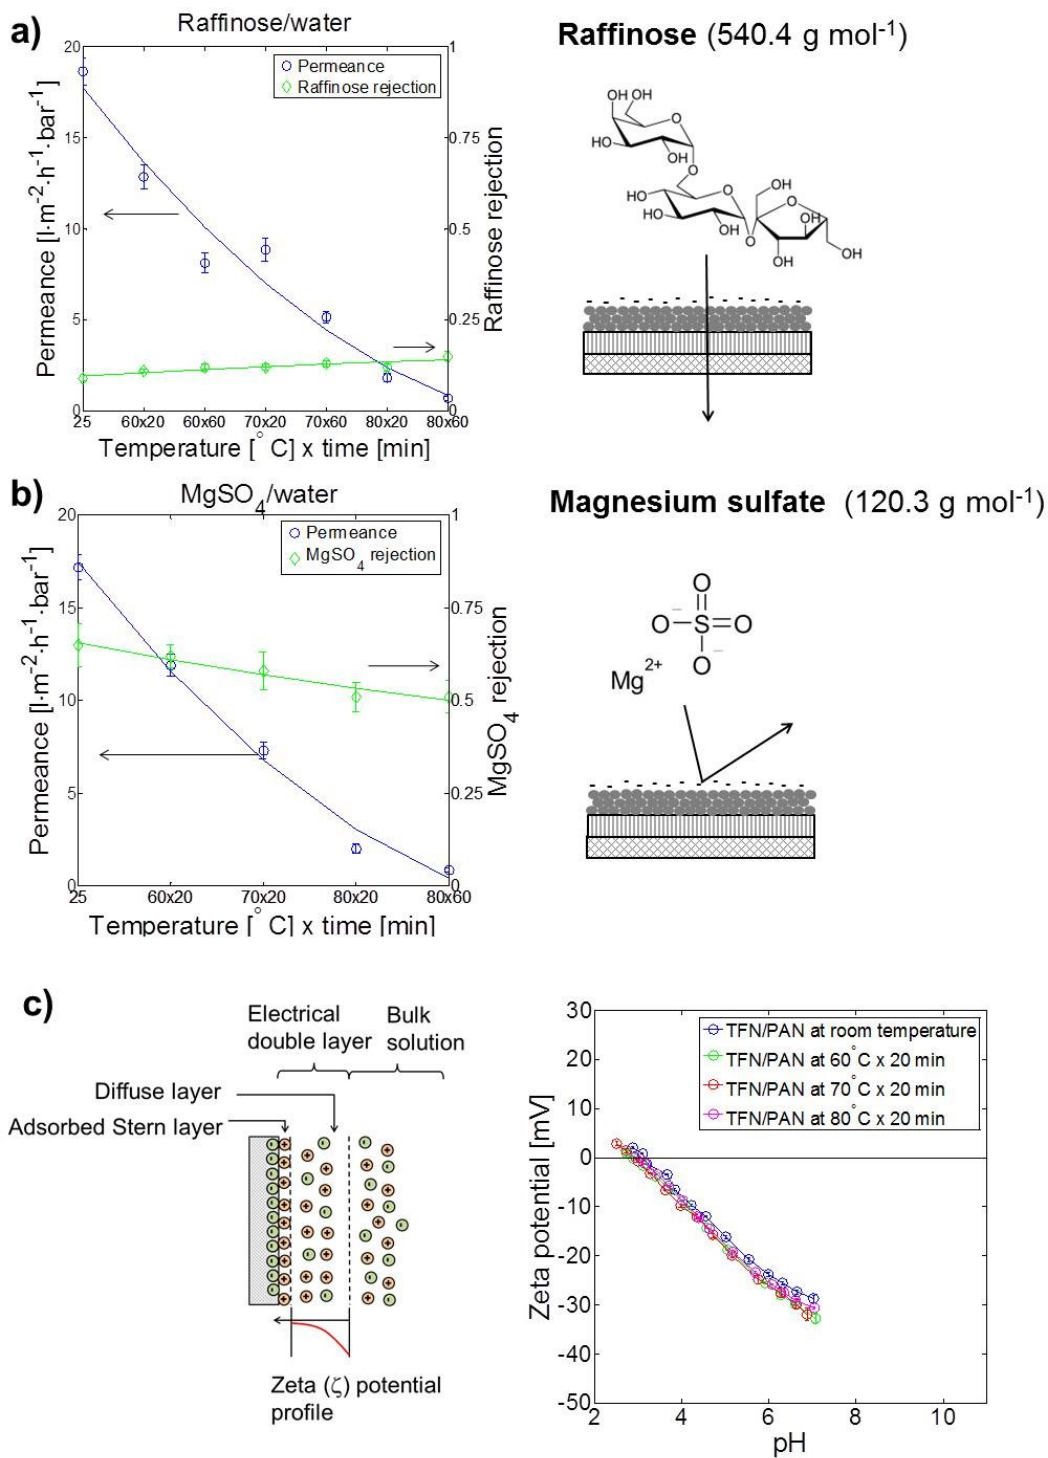 a)
Raffinose/water
Raffinose (540.4 g mol-1)
20
15
10
5
0
1
0.75
0.5
0.25
0
Permeance
Raffinose rejection
Permeance [l·m-2·h-1·bar-1]
Raffinose rejection
25 60x20 60x60 70x20 70x60 80x20 80x60
Temperature [°C] x time [min]
OH OH
O
HO
HO
OH
O
HO
HO
O
OH
O
OH
O
OH
OH
OH
b)
MgSO4/water
Magnesium sulfate (120.3 g mol-1)
20
15
10
5
0
1
0.75
0.5
0.25
0
Permeance
MgSO4 rejection
Permeance [l·m-2·h-1·bar-1]
MgSO4 rejection
25 60x20 70x20 80x20 80x60
Temperature [°C] x time [min]
O
O–S=O
O
Mg2+
c)
Electrical double layer
Bulk solution
Diffuse layer
Adsorbed Stern layer
Zeta (ζ) potential profile
30
20
10
0
-10
-20
-30
-40
-50
TFN/PAN at room temperature
TFN/PAN at 60°C x 20 min
TFN/PAN at 70°C x 20 min
TFN/PAN at 80°C x 20 min
Zeta potential [mV]
2 4 6 8 10
pH